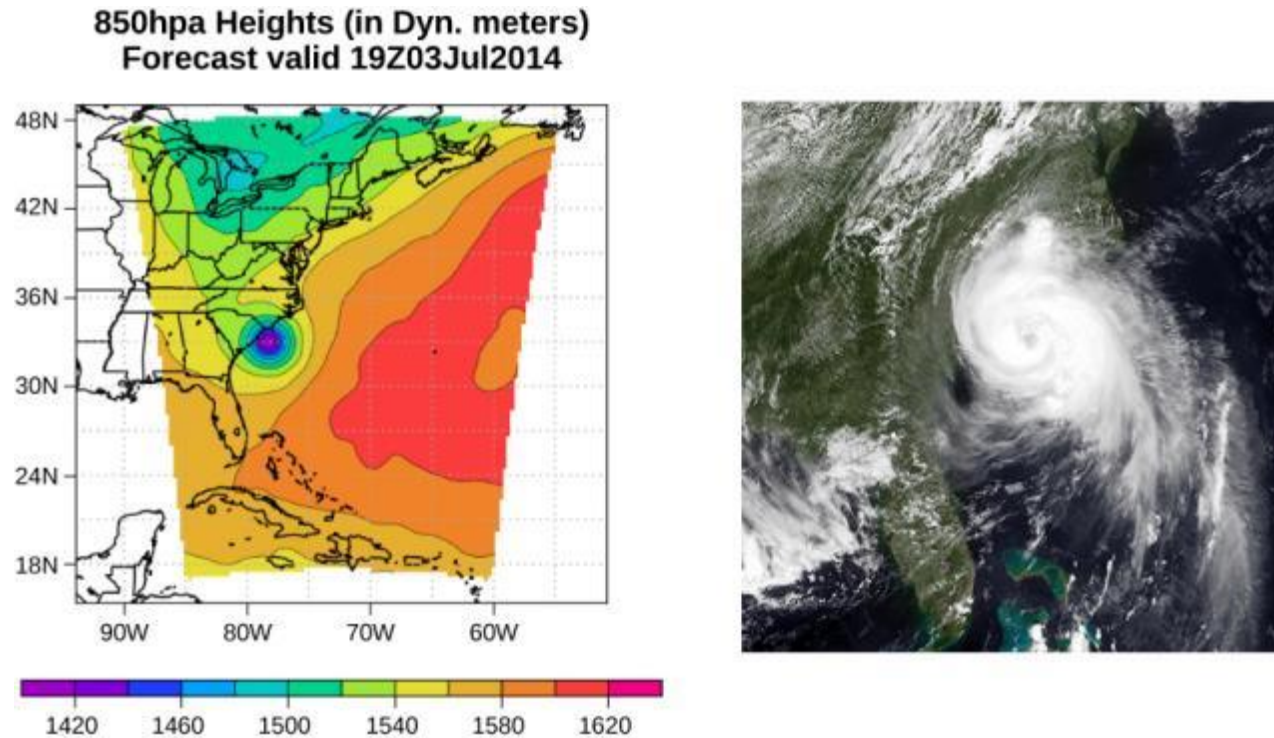 850hpa Heights (in Dyn. meters)
Forecast valid 19Z03Jul2014
48N
42N
36N
30N
24N
18N
90W 80W 70W 60W
1420 1460 1500 1540 1580 1620